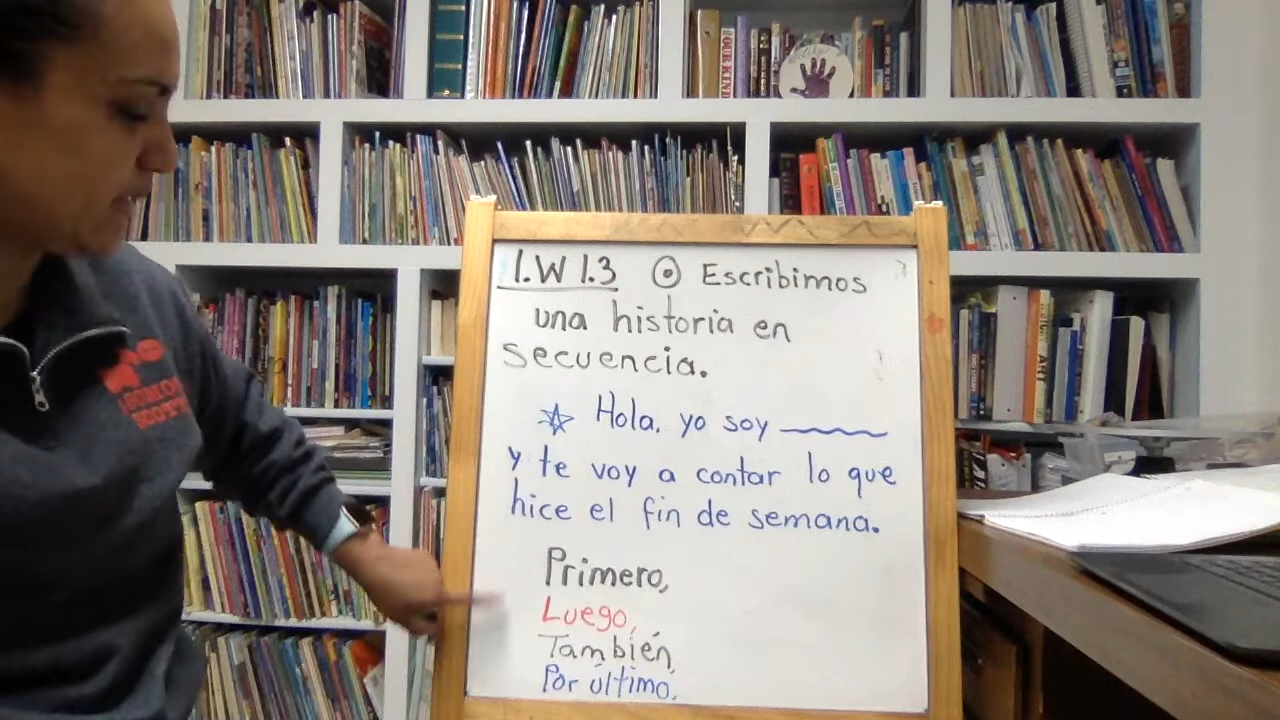 1.W 1.3 Escribimos
una historia en
secuencia.
Hola, yo soy
y te voy a contar lo que
hice el fin de semana.
Primero,
Luego,
También,
Por último,